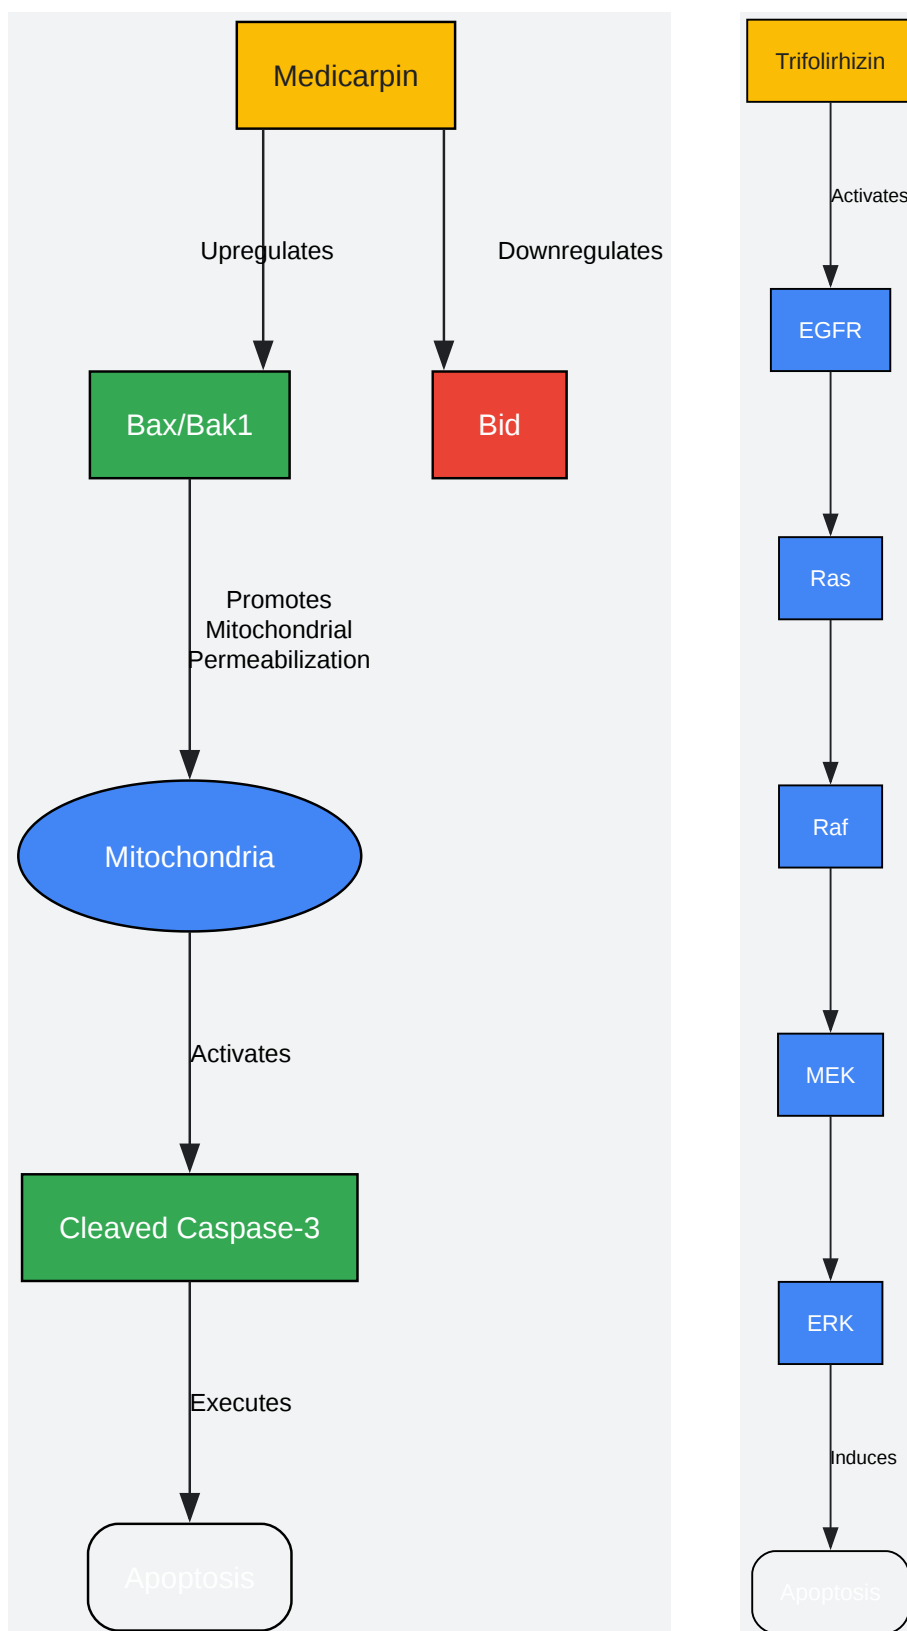 Medicarpin
Upregulates
Downregulates
Bax/Bak1
Bid
Promotes
Mitochondrial
Permeabilization
Mitochondria
Activates
Cleaved Caspase-3
Executes
Apoptosis
Trifolirhizin
Activates
EGFR
Ras
Raf
MEK
ERK
Induces
Apoptosis